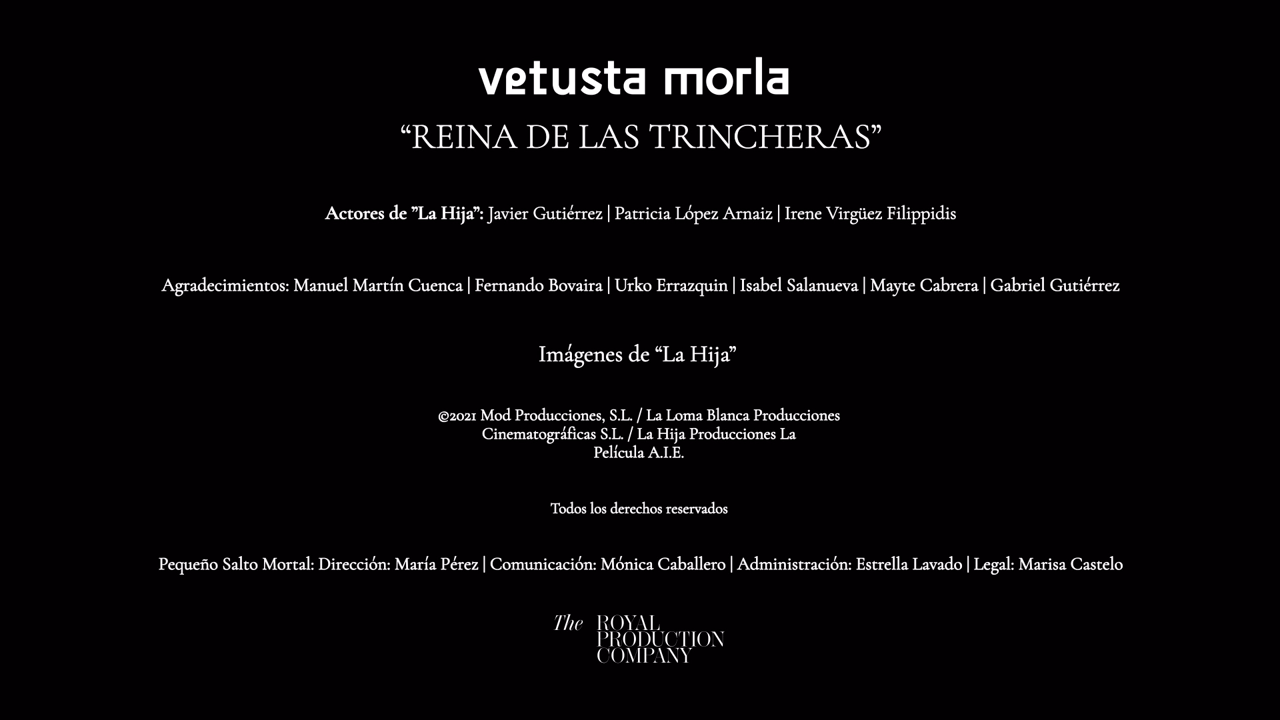 vetusta morla
“REINA DE LAS TRINCHERAS”
Actores de ”La Hija”: Javier Gutiérrez | Patricia López Arnaiz | Irene Virgüez Filippidis
Agradecimientos: Manuel Martín Cuenca | Fernando Bovaira | Urko Errazquin | Isabel Salanueva | Mayte Cabrera | Gabriel Gutiérrez
Imágenes de “La Hija”
©2021 Mod Producciones, S.L. / La Loma Blanca Producciones
Cinematográficas S.L. / La Hija Producciones La
Película A.I.E.
Todos los derechos reservados
Pequeño Salto Mortal: Dirección: María Pérez | Comunicación: Mónica Caballero | Administración: Estrella Lavado | Legal: Marisa Castelo
The ROYAL
PRODUCTION
COMPANY